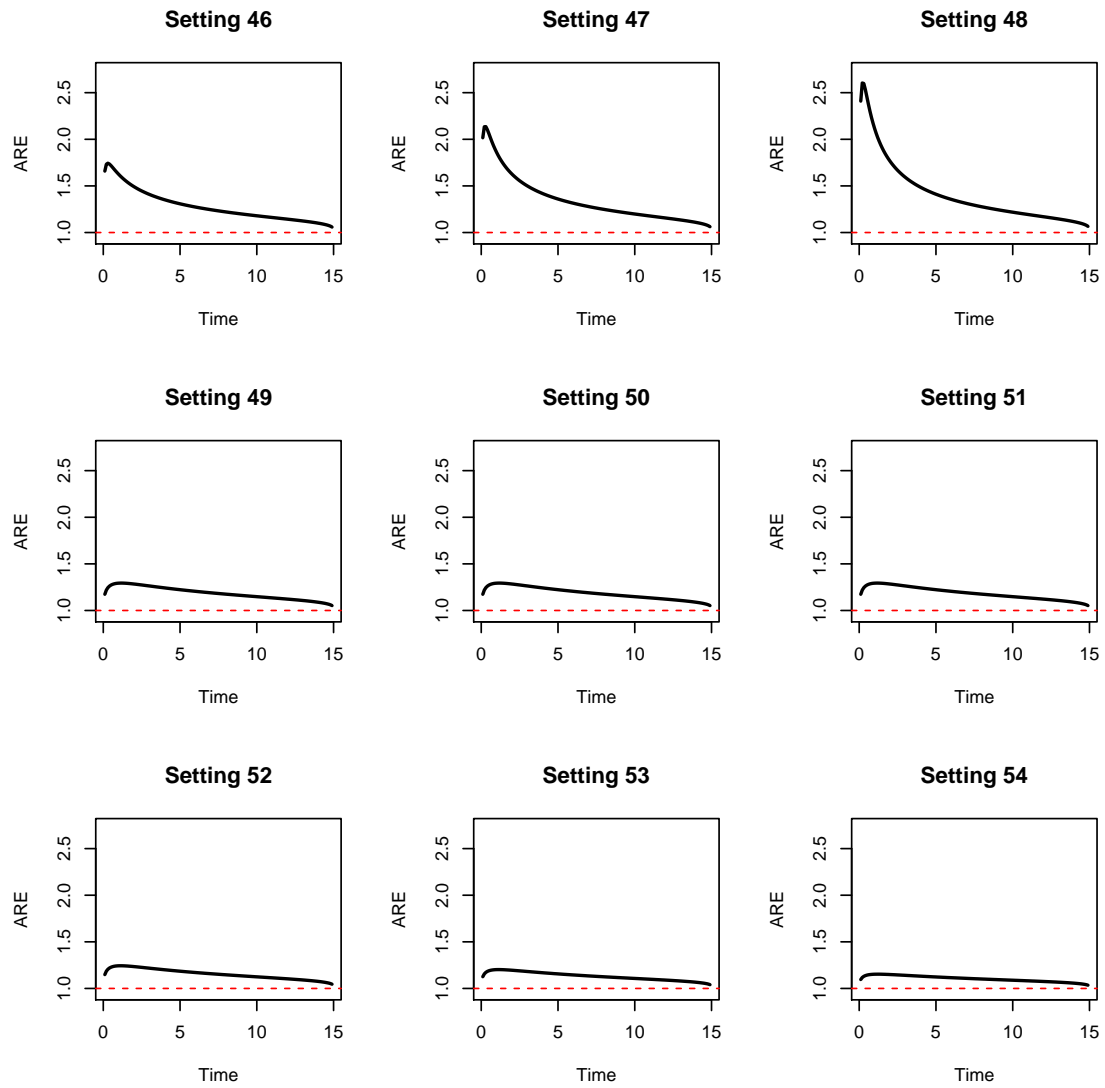 Setting 46
ARE
1.0 1.5 2.0 2.5
0 5 10 15
Time
Setting 47
ARE
1.0 1.5 2.0 2.5
0 5 10 15
Time
Setting 48
ARE
1.0 1.5 2.0 2.5
0 5 10 15
Time
Setting 49
ARE
1.0 1.5 2.0 2.5
0 5 10 15
Time
Setting 50
ARE
1.0 1.5 2.0 2.5
0 5 10 15
Time
Setting 51
ARE
1.0 1.5 2.0 2.5
0 5 10 15
Time
Setting 52
ARE
1.0 1.5 2.0 2.5
0 5 10 15
Time
Setting 53
ARE
1.0 1.5 2.0 2.5
0 5 10 15
Time
Setting 54
ARE
1.0 1.5 2.0 2.5
0 5 10 15
Time